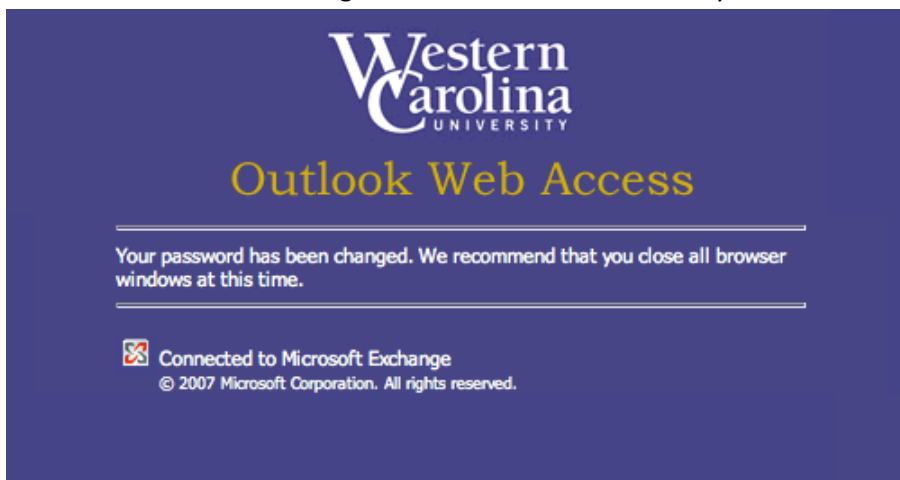 Western
Carolina
UNIVERSITY
Outlook Web Access
Your password has been changed. We recommend that you close all browser
windows at this time.
Connected to Microsoft Exchange
© 2007 Microsoft Corporation. All rights reserved.